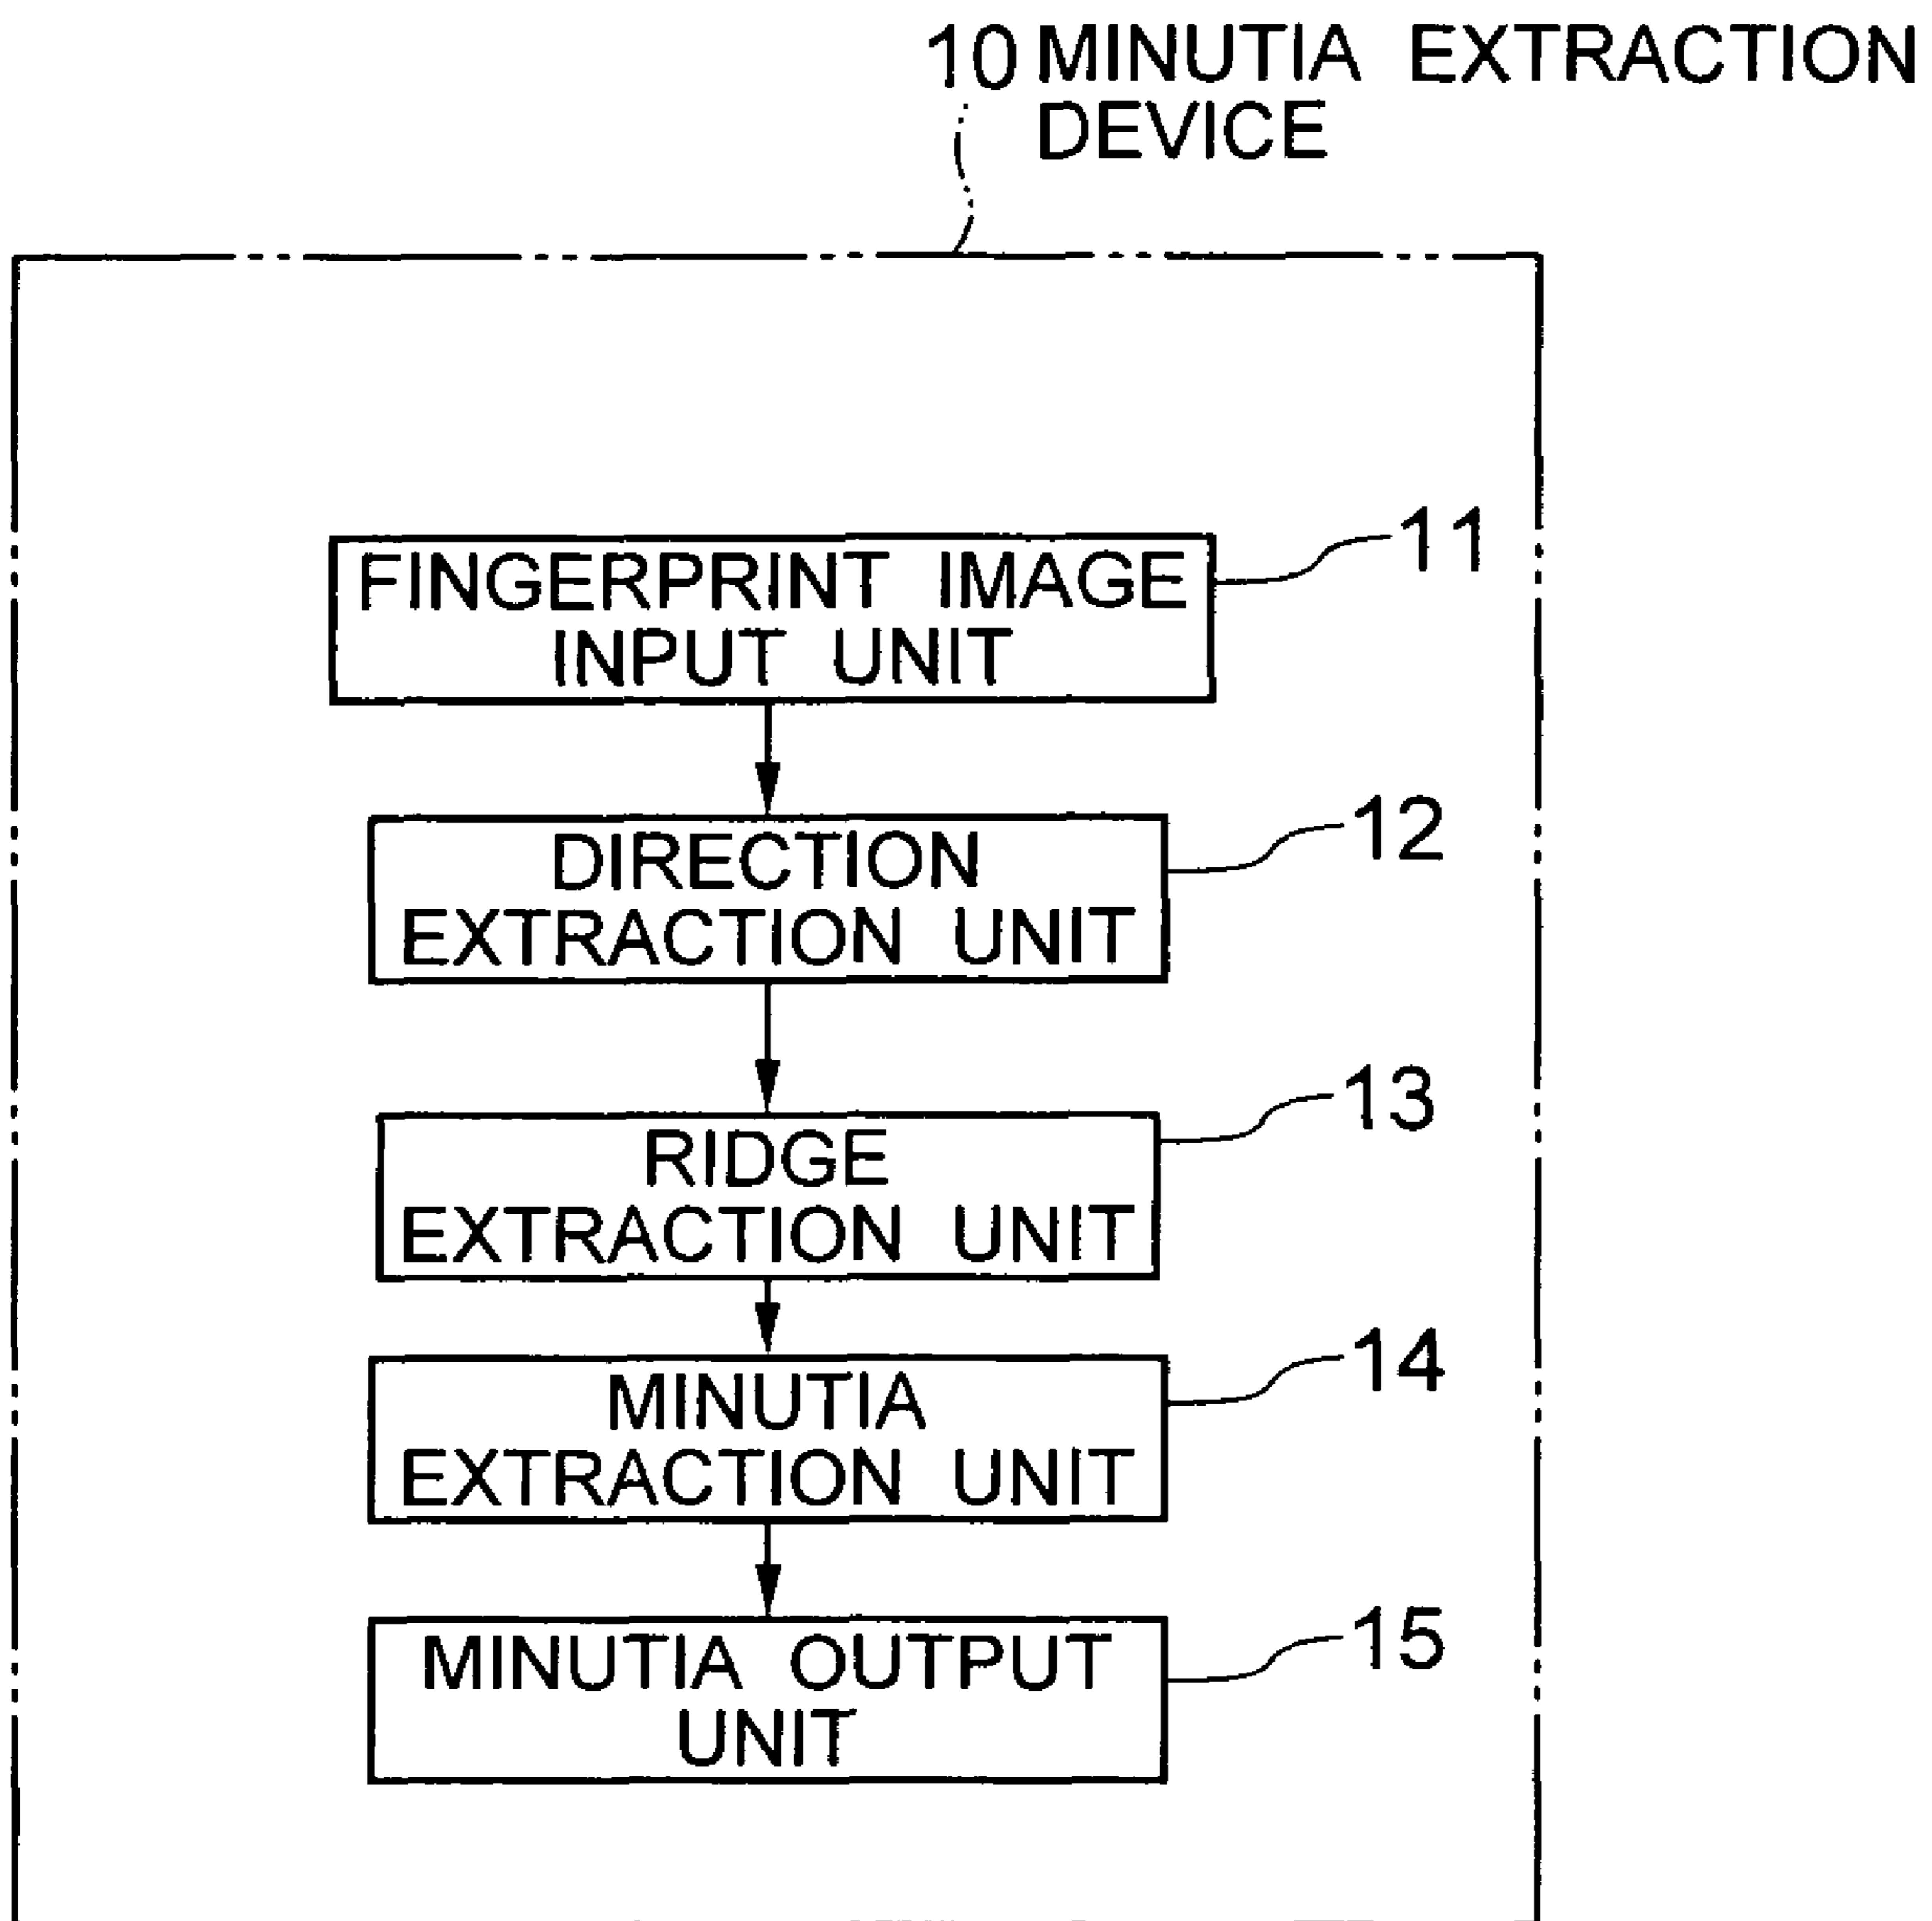 10 MINUTIA EXTRACTION
DEVICE
11
FINGERPRINT IMAGE
INPUT UNIT
12
DIRECTION
EXTRACTION UNIT
13
RIDGE
EXTRACTION UNIT
14
MINUTIA
EXTRACTION UNIT
15
MINUTIA OUTPUT
UNIT